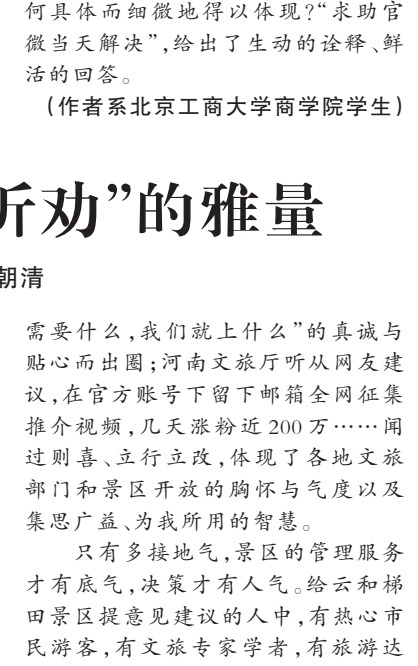 何具体而细微地得以体现？“求助官
微当天解决”，给出了生动的诠释、鲜
活的回答。
（作者系北京工商大学商学院学生）
听劝”的雅量
朝清
需要什么，我们就上什么”的真诚与
贴心而出圈；河南文旅厅听从网友建
议，在官方账号下留下邮箱全网征集
推介视频，几天涨粉近 200 万……闻
过则喜、立行立改，体现了各地文旅
部门和景区开放的胸怀与气度以及
集思广益、为我所用的智慧。
只有多接地气，景区的管理服务
才有底气，决策才有人气。给云和梯
田景区提意见建议的人中，有热心市
民游客，有文旅专家学者，有旅游达